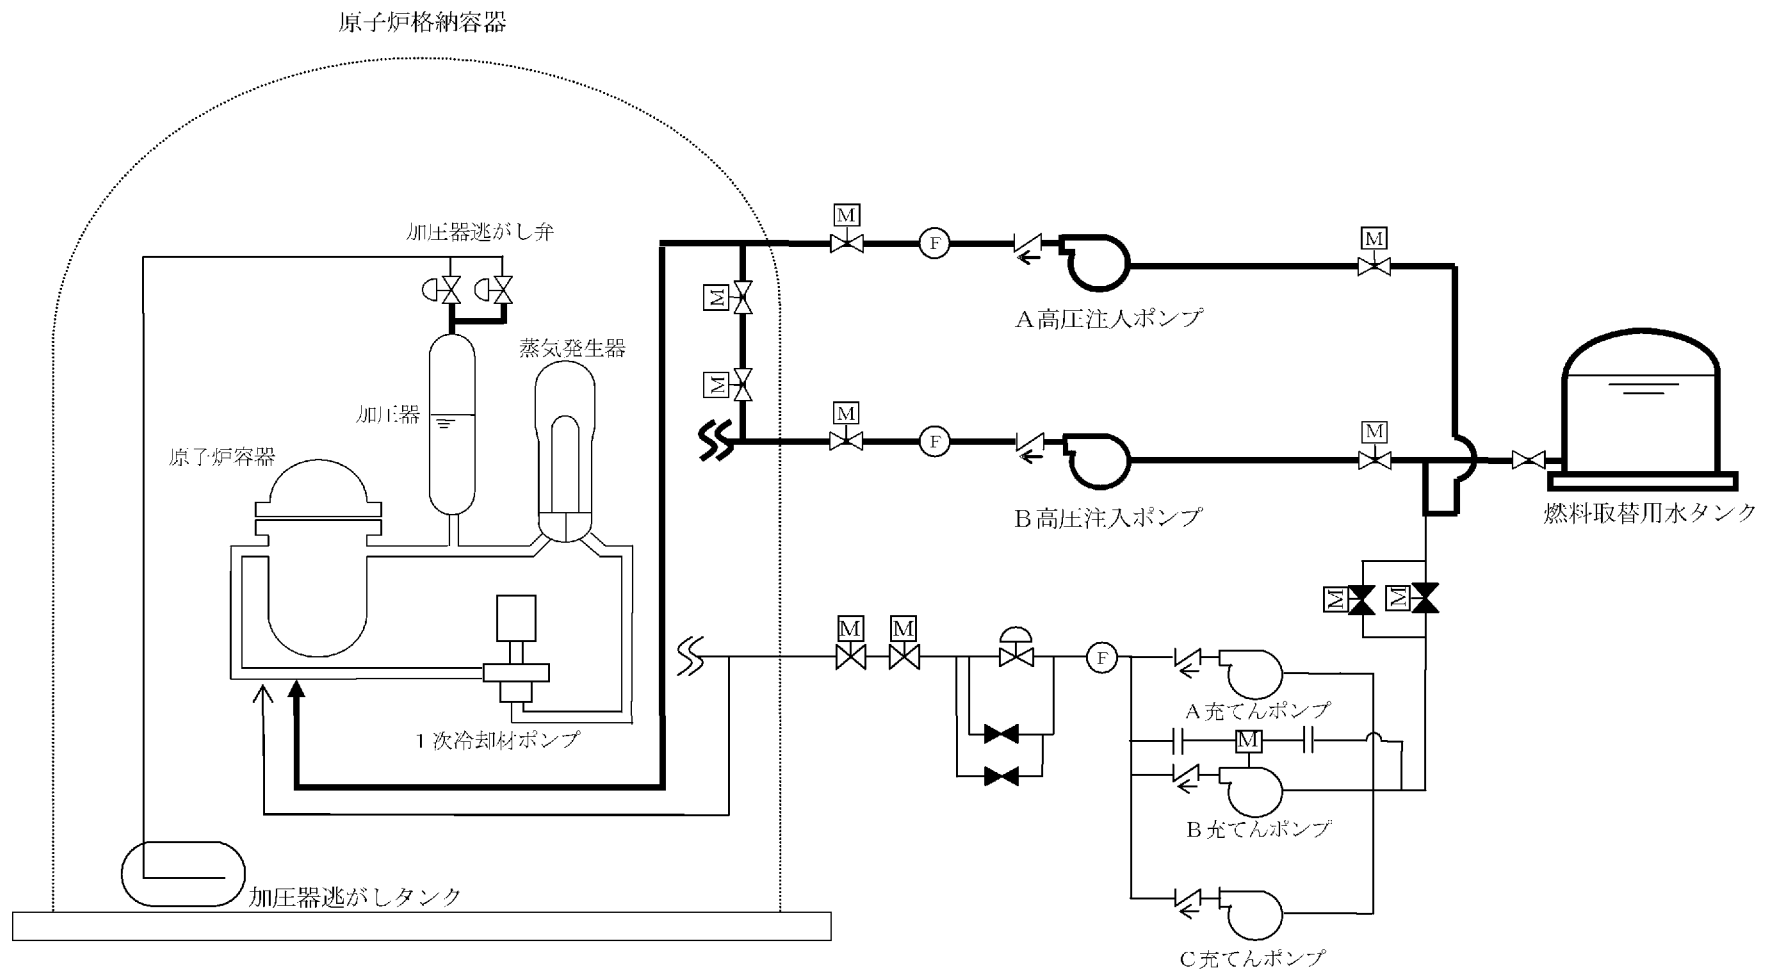 原子炉格納容器
M
加圧器逃がし弁
F
M
M
A高圧注入ポンプ
蒸気発生器
M
加圧器
M
M
F
M
原子炉容器
B高圧注入ポンプ
燃料取替用水タンク
M
M
M
M
F
A充てんポンプ
1次冷却材ポンプ
M
B充てんポンプ
加圧器逃がしタンク
C充てんポンプ